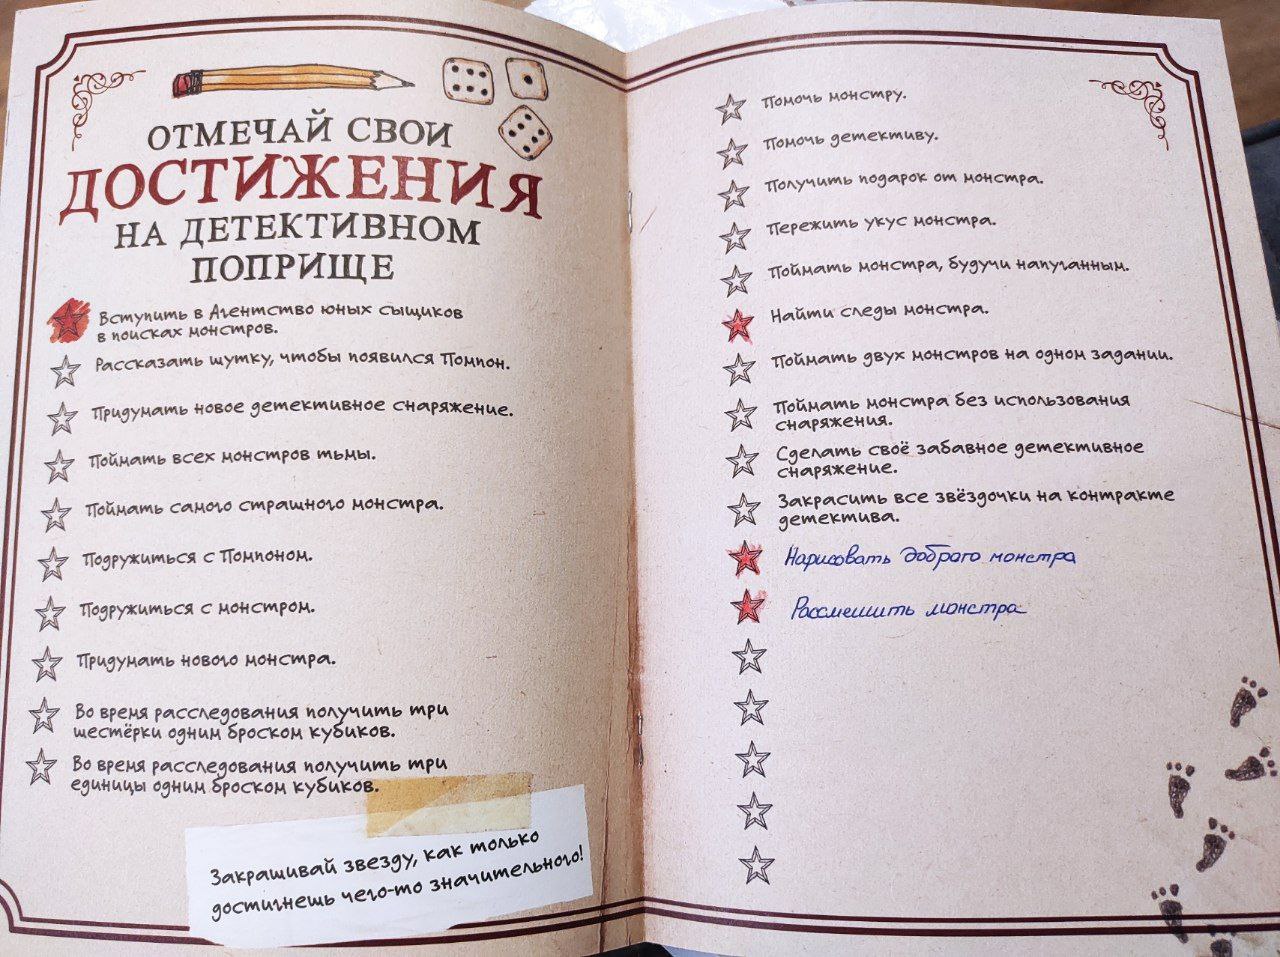 ОТМЕЧАЙ СВОИ
ДОСТИЖЕНИЯ
НА ДЕТЕКТИВНОМ
ПОПРИЩЕ
Вступить в Агентство юных сыщиков
в поисках монстров.
Рассказать шутку, чтобы появился Помпон.
Придумать новое детективное снаряжение.
Поймать всех монстров тьмы.
Поймать самого страшного монстра.
Подружиться с Помпоном.
Подружиться с монстром.
Придумать нового монстра.
Во время расследования получить три
шестёрки одним броском кубиков.
Во время расследования получить три
единицы одним броском кубиков.
Закрашивай звезду, как только
достигнешь чего-то значительного!
Помочь монстру.
Помочь детективу.
Получить подарок от монстра.
Пережить укус монстра.
Поймать монстра, будучи напуганным.
Найти следы монстра.
Поймать двух монстров на одном задании.
Поймать монстра без использования
снаряжения.
Сделать своё забавное детективное
снаряжение.
Закрасить все звёздочки на контракте
детектива.
Нарисовать доброго монстра
Рассмешить монстра